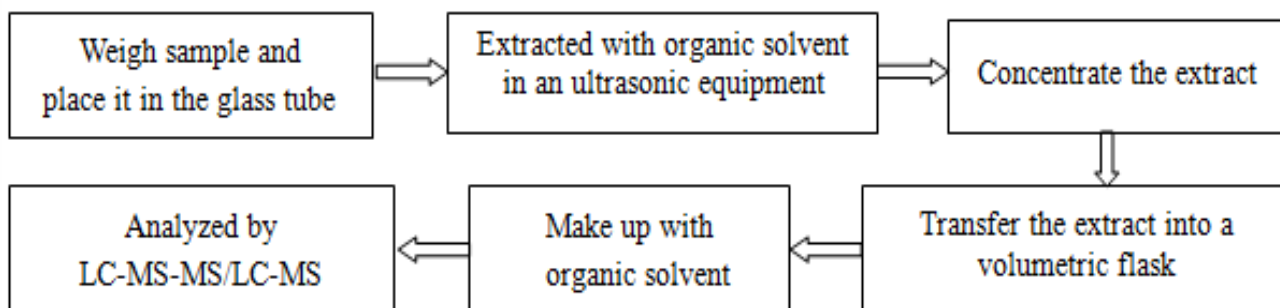 Weigh sample and
place it in the glass tube
Extracted with organic solvent
in an ultrasonic equipment
Concentrate the extract
Transfer the extract into a
volumetric flask
Make up with
organic solvent
Analyzed by
LC-MS-MS/LC-MS